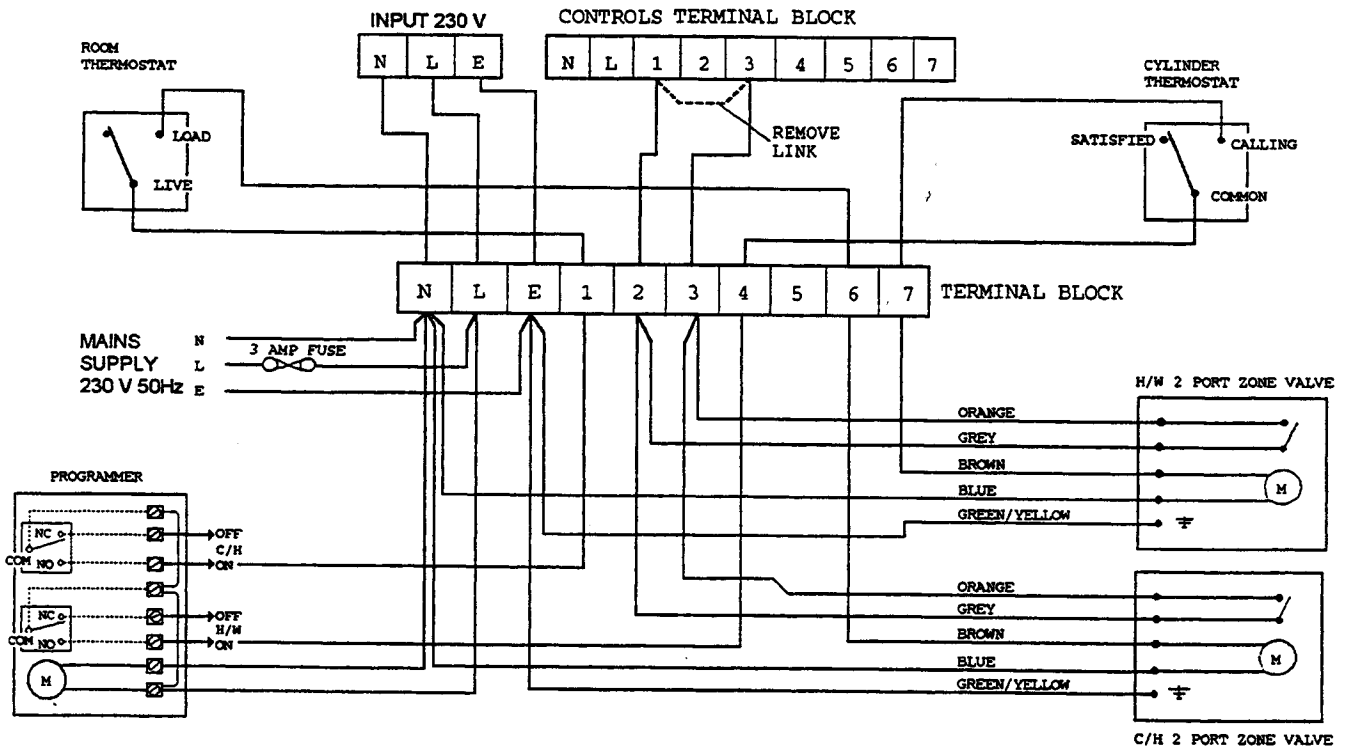 INPUT 230 V
CONTROLS TERMINAL BLOCK
N L E
N L 1 2 3 4 5 6 7
ROOM
THERMOSTAT
LOAD
LIVE
REMOVE
LINK
CYLINDER
THERMOSTAT
SATISFIED
CALLING
COMMON
N L E 1 2 3 4 5 6 7
TERMINAL BLOCK
MAINS
SUPPLY
230 V 50Hz
N
L
E
3 AMP FUSE
H/W 2 PORT ZONE VALVE
ORANGE
GREY
BROWN
BLUE
GREEN/YELLOW
M
PROGRAMMER
NC
COM
NO
OFF
C/H
ON
NC
COM
NO
OFF
H/W
ON
M
ORANGE
GREY
BROWN
BLUE
GREEN/YELLOW
M
C/H 2 PORT ZONE VALVE